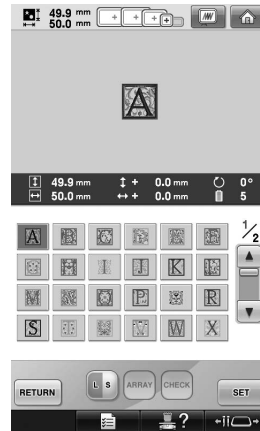 49.9 mm
50.0 mm
A
49.9 mm 0.0 mm 0°
50.0 mm 0.0 mm 5
1/2
A B C F
H I J K L
M N O P R
S V W X
L S ARRAY CHECK
RETURN SET
?